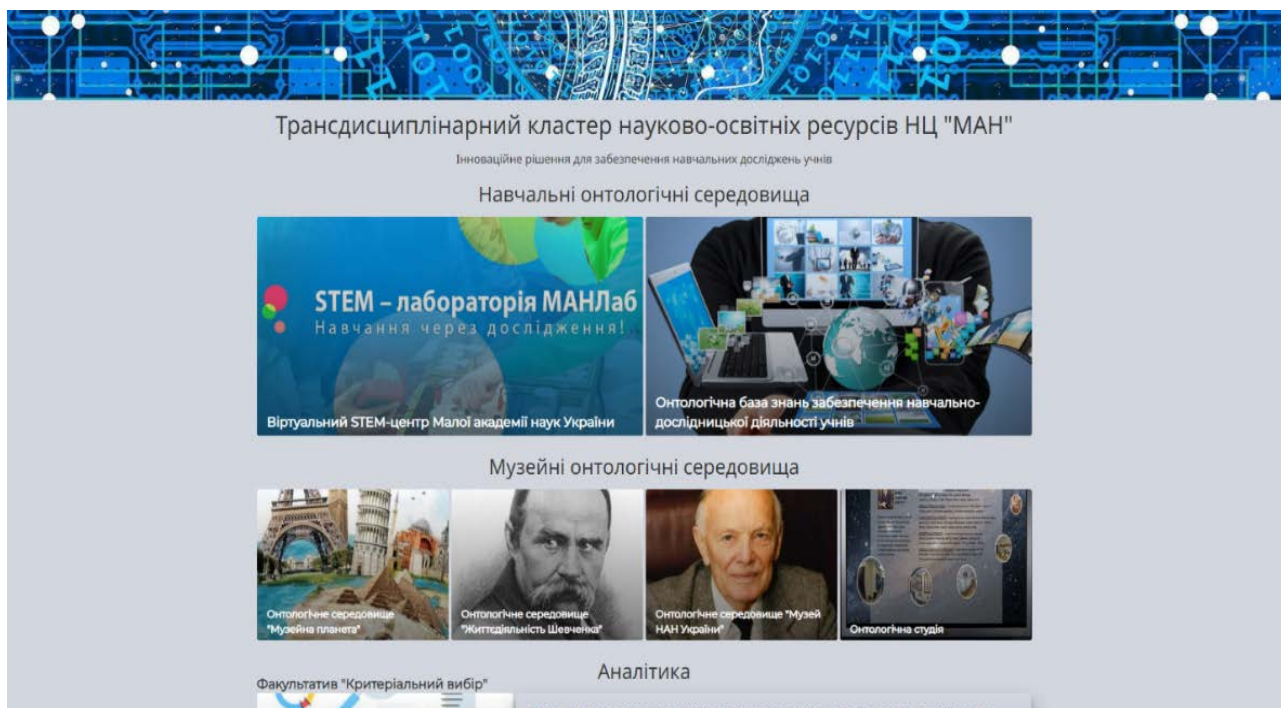 Трансдисциплінарний кластер науково-освітніх ресурсів НЦ "МАН"
Інноваційне рішення для забезпечення навчальних досліджень учнів
Навчальні онтологічні середовища
STEM – лабораторія МАНЛаб
Навчання через дослідження!
Віртуальний STEM-центр Малої академії наук України
Онтологічна база знань забезпечення навчально-
дослідницької діяльності учнів
Музейні онтологічні середовища
Онтологічне середовище
"Музейна планета"
Онтологічне середовище
"Життєдіяльність Шевченка"
Онтологічне середовище "Музей
НАН України"
Онтологічна студія
Аналітика
Факультатив "Критеріальний вибір"